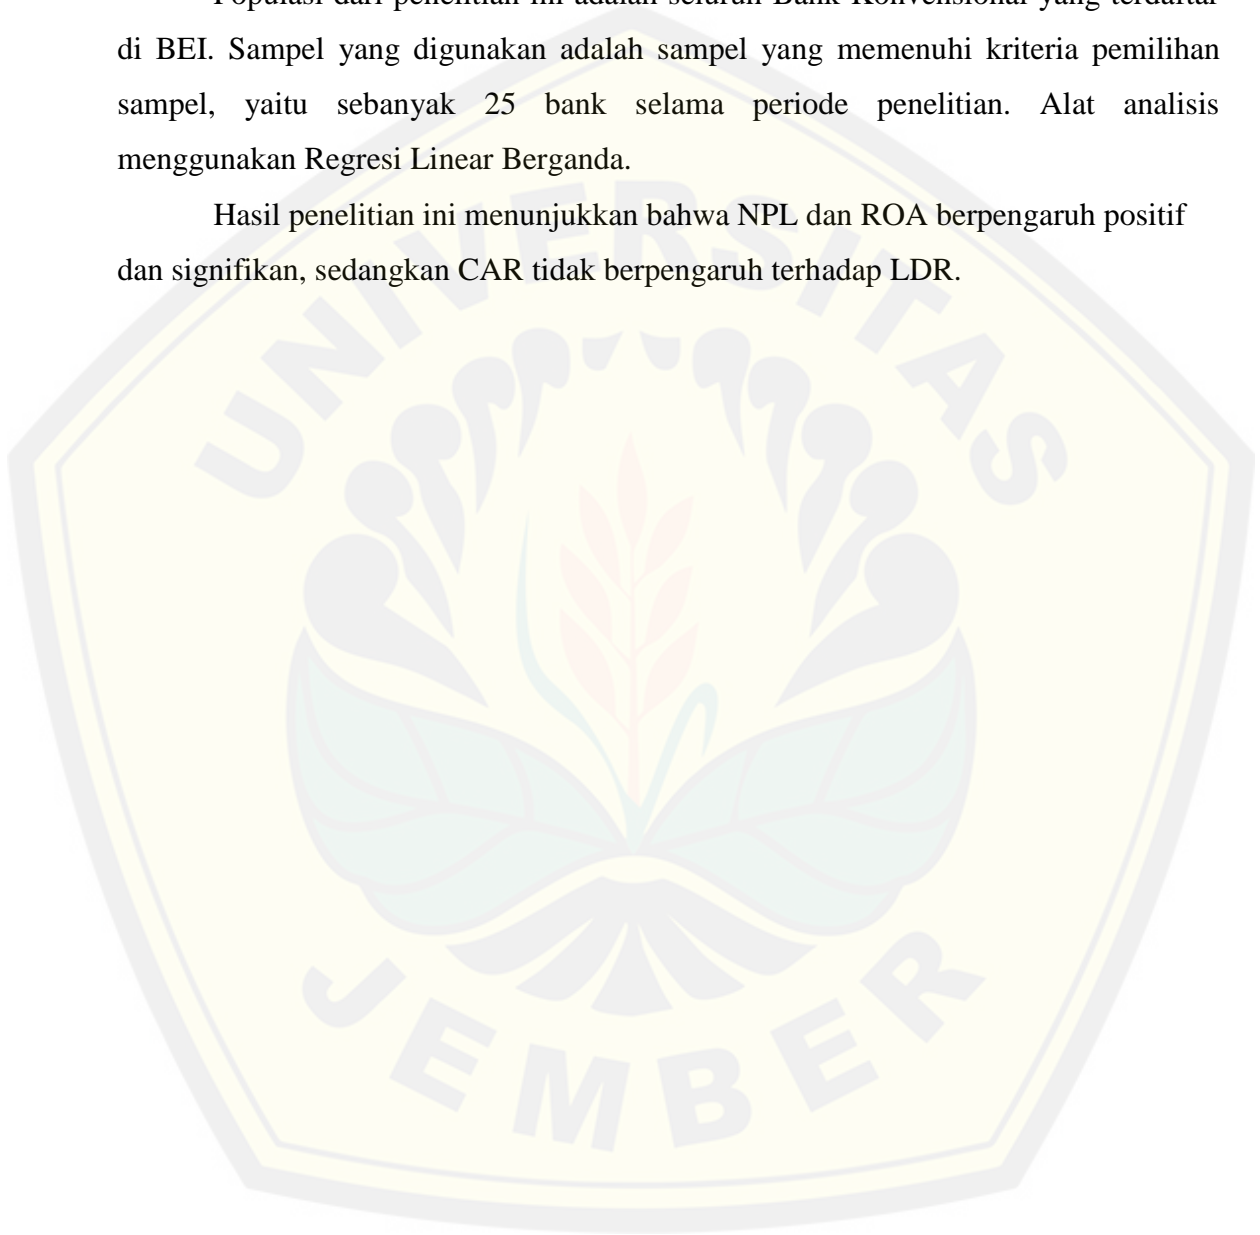 Populasi dari penelitian ini adalah seluruh Bank Konvensional yang terdaftar
di BEI. Sampel yang digunakan adalah sampel yang memenuhi kriteria pemilihan
sampel, yaitu sebanyak 25 bank selama periode penelitian. Alat analisis
menggunakan Regresi Linear Berganda.
Hasil penelitian ini menunjukkan bahwa NPL dan ROA berpengaruh positif
dan signifikan, sedangkan CAR tidak berpengaruh terhadap LDR.
UNIVERSITAS
JEMBER